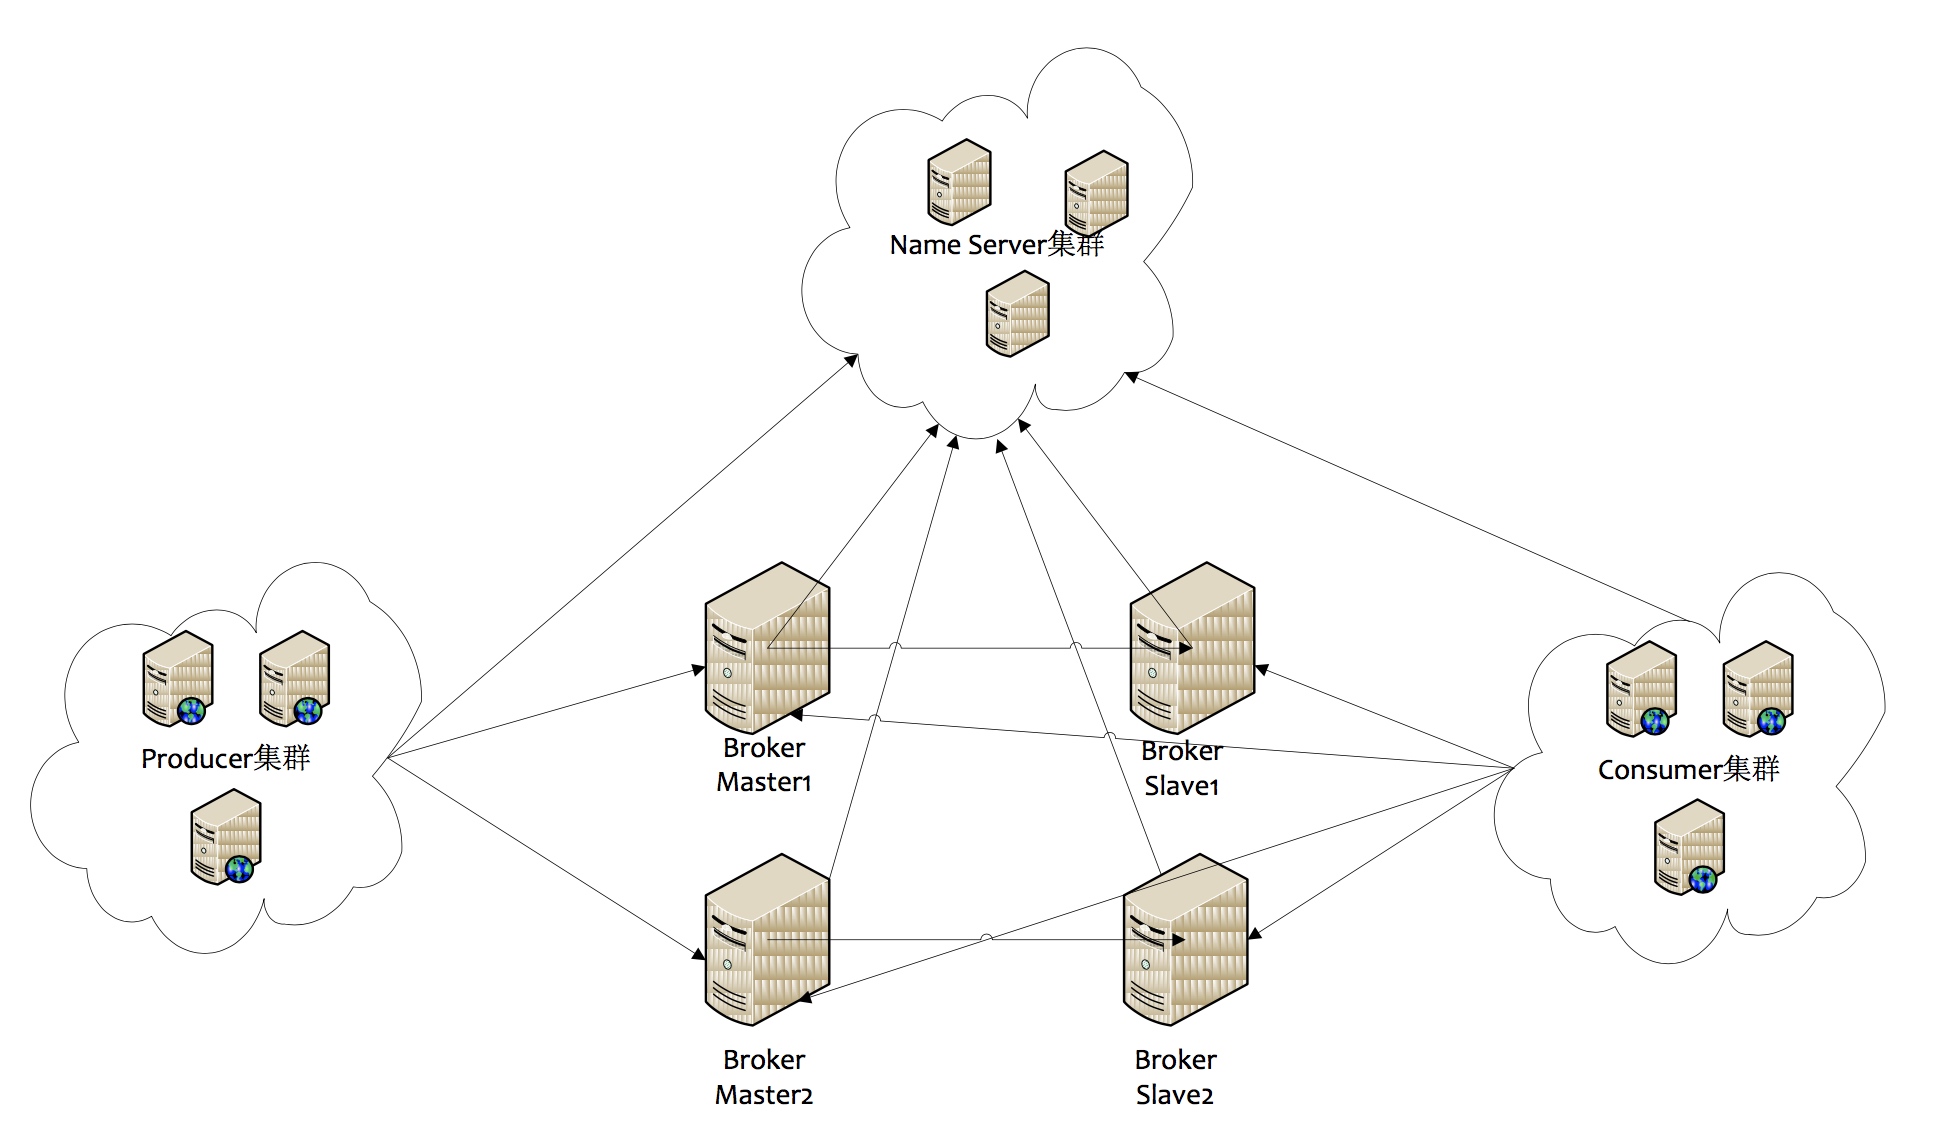 Name Server集群
Producer集群
Broker
Master1
Broker
Slave1
Consumer集群
Broker
Master2
Broker
Slave2